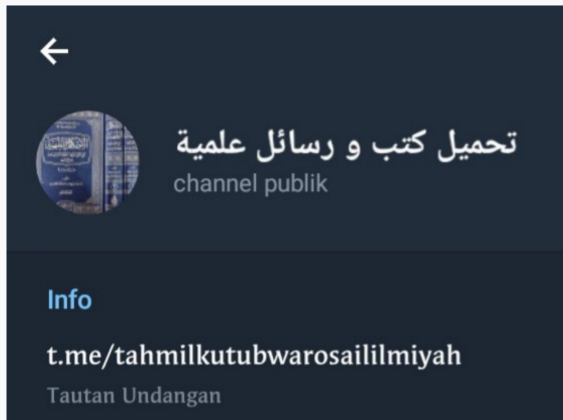 تحميل كتب و رسائل علمية
channel publik
Info
t.me/tahmilkutubwarosaililmiyah
Tautan Undangan